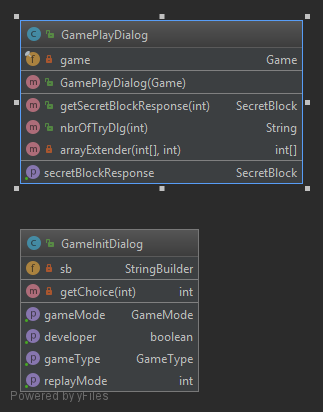 GamePlayDialog
game Game
GamePlayDialog(Game)
getSecretBlockResponse(int) SecretBlock
nbrOfTryDlg(int) String
arrayExtender(int[], int) int[]
secretBlockResponse SecretBlock
GameInitDialog
sb StringBuilder
getChoice(int) int
gameMode GameMode
developer boolean
gameType GameType
replayMode int
Powered by yFiles